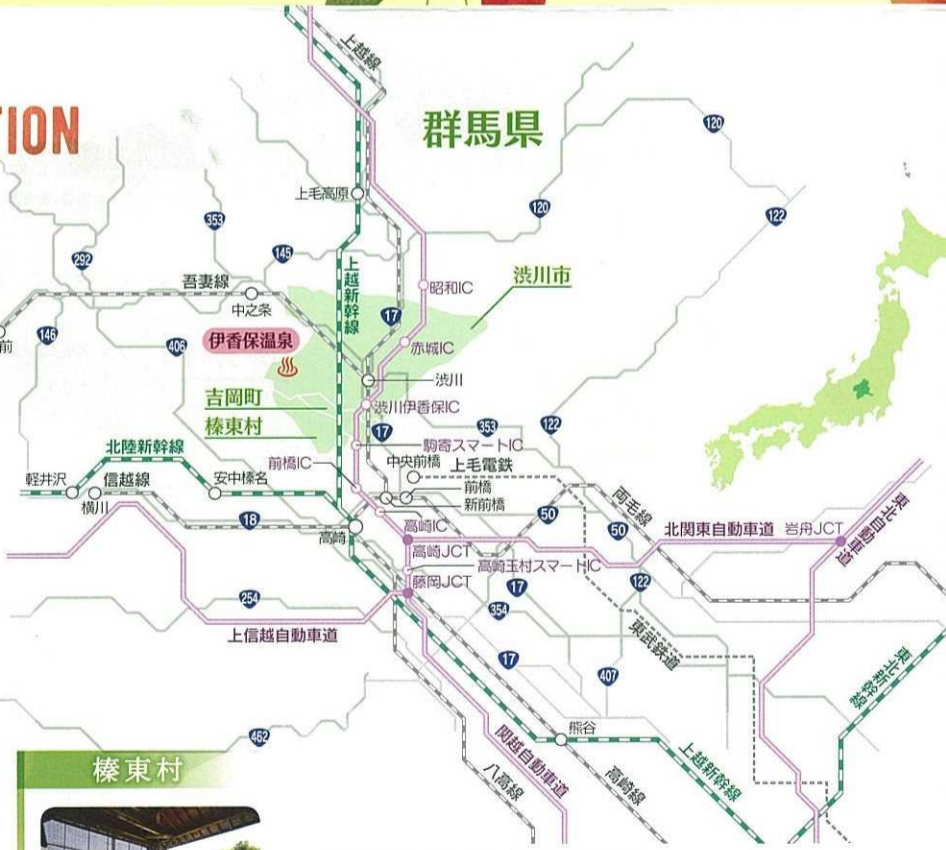 TION
群馬県
上越線
120
上毛高原
353
120
122
292
145
上越新幹線
昭和IC
渋川市
吾妻線
中之条
17
前
146
406
伊香保温泉
赤城IC
渋川
吉岡町
渋川伊香保IC
榛東村
17
353
122
駒寄スマートIC
北陸新幹線
前橋IC
中央前橋
上毛電鉄
軽井沢
信越線
安中榛名
前橋
両毛線
横川
新前橋
東北自動車道
18
高崎IC
50
50
北関東自動車道
岩舟JCT
高崎
高崎JCT
高崎玉村スマートIC
藤岡JCT
17
122
254
354
上信越自動車道
東武鉄道
17
407
東北新幹線
462
熊谷
関越自動車道
上越新幹線
榛東村
八高線
高崎線